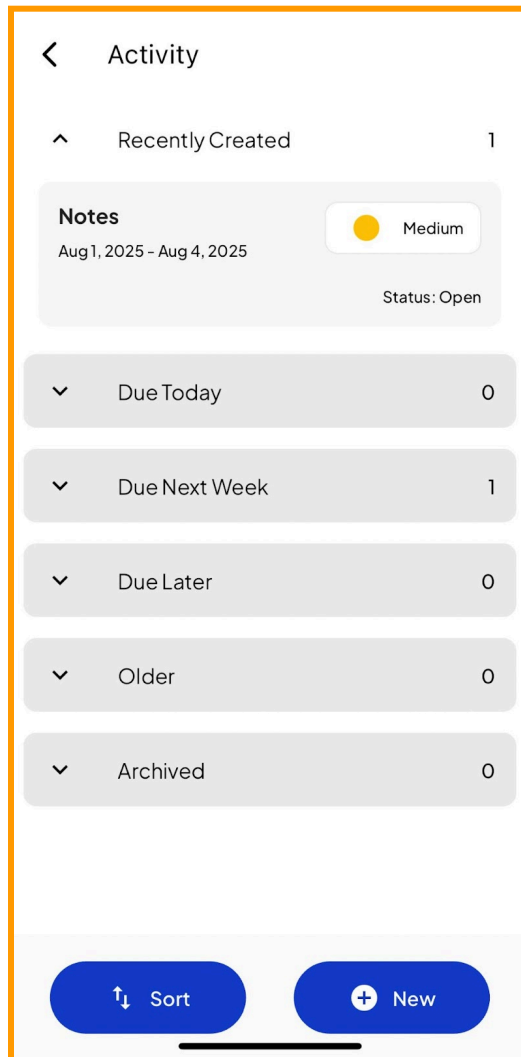 Activity
Recently Created 1
Notes
Medium
Aug 1, 2025 - Aug 4, 2025
Status: Open
Due Today 0
Due Next Week 1
Due Later 0
Older 0
Archived 0
Sort New